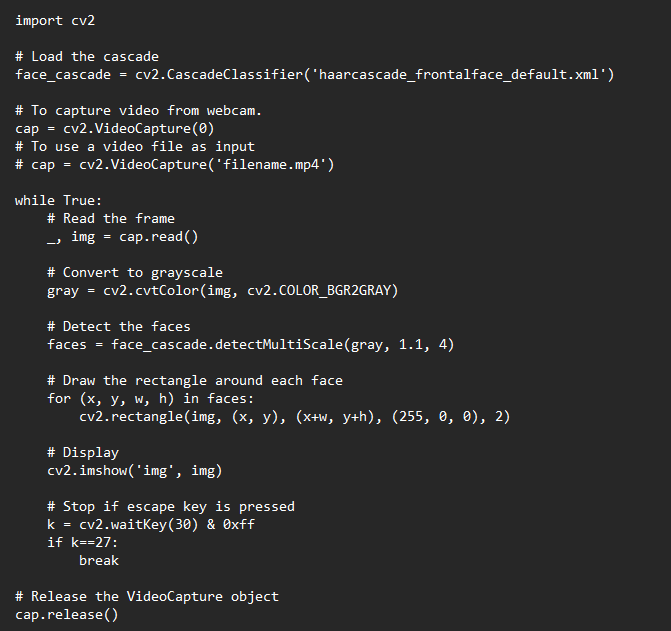 import cv2

# Load the cascade
face_cascade = cv2.CascadeClassifier('haarcascade_frontalface_default.xml')

# To capture video from webcam.
cap = cv2.VideoCapture(0)
# To use a video file as input
# cap = cv2.VideoCapture('filename.mp4')

while True:
    # Read the frame
    _, img = cap.read()

    # Convert to grayscale
    gray = cv2.cvtColor(img, cv2.COLOR_BGR2GRAY)

    # Detect the faces
    faces = face_cascade.detectMultiScale(gray, 1.1, 4)

    # Draw the rectangle around each face
    for (x, y, w, h) in faces:
        cv2.rectangle(img, (x, y), (x+w, y+h), (255, 0, 0), 2)

    # Display
    cv2.imshow('img', img)

    # Stop if escape key is pressed
    k = cv2.waitKey(30) & 0xff
    if k==27:
        break

# Release the VideoCapture object
cap.release()